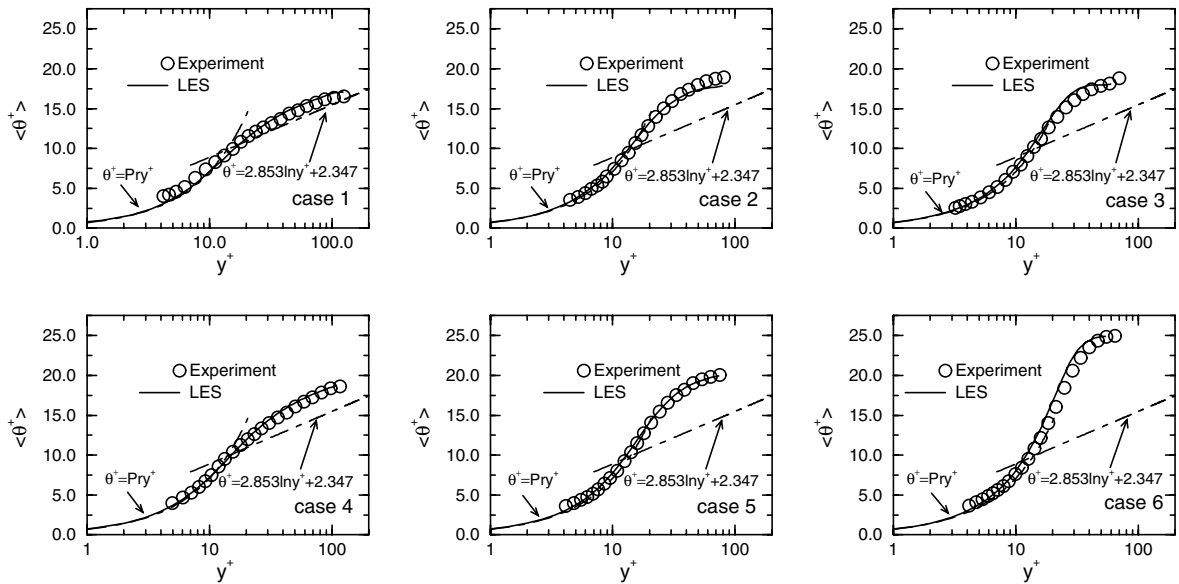 25.0
20.0
15.0
10.0
5.0
0.0
<θ⁺>
Experiment
LES
θ⁺=Pry⁺
θ⁺=2.853lny⁺+2.347
case 1
1.0 10.0 100.0
y⁺
25.0
20.0
15.0
10.0
5.0
0.0
<θ⁺>
Experiment
LES
θ⁺=Pry⁺
θ⁺=2.853lny⁺+2.347
case 2
1 10 100
y⁺
25.0
20.0
15.0
10.0
5.0
0.0
<θ⁺>
Experiment
LES
θ⁺=Pry⁺
θ⁺=2.853lny⁺+2.347
case 3
1 10 100
y⁺
25.0
20.0
15.0
10.0
5.0
0.0
<θ⁺>
Experiment
LES
θ⁺=Pry⁺
θ⁺=2.853lny⁺+2.347
case 4
1 10 100
y⁺
25.0
20.0
15.0
10.0
5.0
0.0
<θ⁺>
Experiment
LES
θ⁺=Pry⁺
θ⁺=2.853lny⁺+2.347
case 5
1 10 100
y⁺
25.0
20.0
15.0
10.0
5.0
0.0
<θ⁺>
Experiment
LES
θ⁺=Pry⁺
θ⁺=2.853lny⁺+2.347
case 6
1 10 100
y⁺